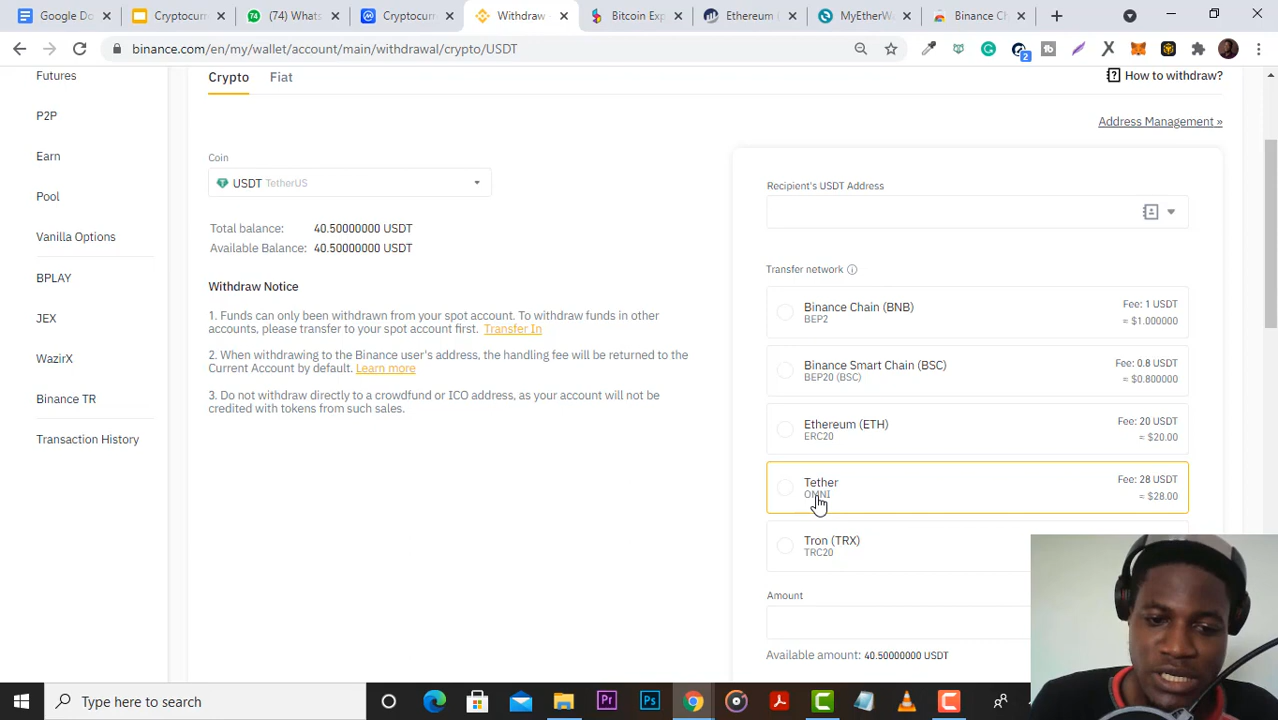 Google Do
Cryptocurr
(74) Whats
Cryptocurr
Withdraw
Bitcoin Exp
Ethereum (
MyEtherWa
Binance Ch
binance.com/en/my/wallet/account/main/withdrawal/crypto/USDT
2
Futures
P2P
Earn
Pool
Vanilla Options
BPLAY
JEX
WazirX
Binance TR
Transaction History
Crypto
Fiat
How to withdraw?
Address Management »
Coin
USDT TetherUS
Total balance: 40.50000000 USDT
Available Balance: 40.50000000 USDT
Withdraw Notice
1. Funds can only been withdrawn from your spot account. To withdraw funds in other
accounts, please transfer to your spot account first. Transfer In
2. When withdrawing to the Binance user's address, the handling fee will be returned to the
Current Account by default. Learn more
3. Do not withdraw directly to a crowdfund or ICO address, as your account will not be
credited with tokens from such sales.
Recipient's USDT Address
Transfer network
Binance Chain (BNB) Fee: 1 USDT
BEP2 ≈ $1.000000
Binance Smart Chain (BSC) Fee: 0.8 USDT
BEP20 (BSC) ≈ $0.800000
Ethereum (ETH) Fee: 20 USDT
ERC20 ≈ $20.00
Tether Fee: 28 USDT
OMNI ≈ $28.00
Tron (TRX)
TRC20
Amount
Available amount: 40.50000000 USDT
Type here to search
Pr
Ps